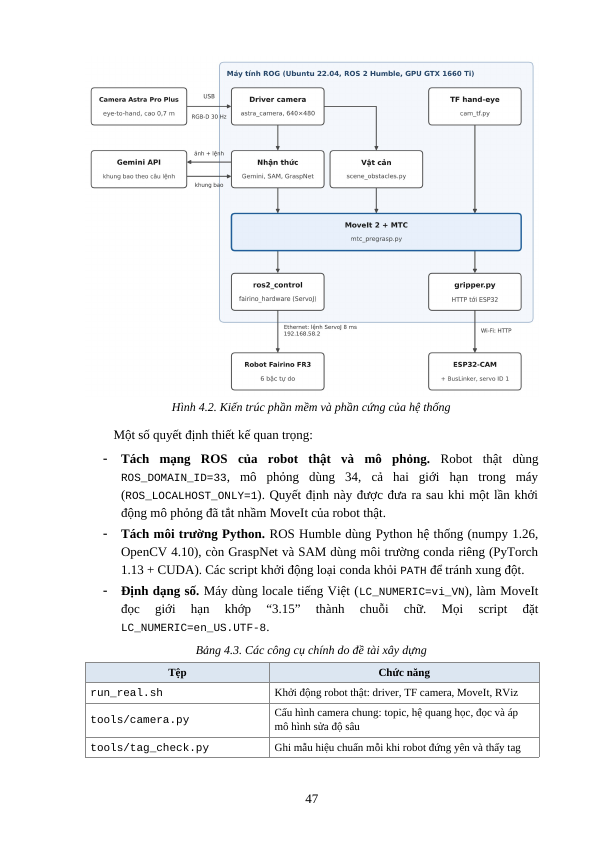 Máy tính ROG (Ubuntu 22.04, ROS 2 Humble, GPU GTX 1660 Ti)
Camera Astra Pro Plus
eye-to-hand, cao 0,7 m
USB
RGB-D 30 Hz
Driver camera
astra_camera, 640×480
TF hand-eye
cam_tf.py
Gemini API
khung bao theo câu lệnh
ảnh + lệnh
khung bao
Nhận thức
Gemini, SAM, GraspNet
Vật cản
scene_obstacles.py
MoveIt 2 + MTC
mtc_pregrasp.py
ros2_control
fairino_hardware (ServoJ)
gripper.py
HTTP tới ESP32
Ethernet: lệnh ServoJ 8 ms
192.168.58.2
Wi-Fi: HTTP
Robot Fairino FR3
6 bậc tự do
ESP32-CAM
+ BusLinker, servo ID 1
Hình 4.2. Kiến trúc phần mềm và phần cứng của hệ thống
Một số quyết định thiết kế quan trọng:
- Tách mạng ROS của robot thật và mô phỏng. Robot thật dùng
ROS_DOMAIN_ID=33, mô phỏng dùng 34, cả hai giới hạn trong máy
(ROS_LOCALHOST_ONLY=1). Quyết định này được đưa ra sau khi một lần khởi
động mô phỏng đã tắt nhầm MoveIt của robot thật.
- Tách môi trường Python. ROS Humble dùng Python hệ thống (numpy 1.26,
OpenCV 4.10), còn GraspNet và SAM dùng môi trường conda riêng (PyTorch
1.13 + CUDA). Các script khởi động loại conda khỏi PATH để tránh xung đột.
- Định dạng số. Máy dùng locale tiếng Việt (LC_NUMERIC=vi_VN), làm MoveIt
đọc giới hạn khớp “3.15” thành chuỗi chữ. Mọi script đặt
LC_NUMERIC=en_US.UTF-8.
Bảng 4.3. Các công cụ chính do đề tài xây dựng
Tệp Chức năng
run_real.sh Khởi động robot thật: driver, TF camera, MoveIt, RViz
tools/camera.py Cấu hình camera chung: topic, hệ quang học, đọc và áp
mô hình sửa độ sâu
tools/tag_check.py Ghi mẫu hiệu chuẩn mỗi khi robot đứng yên và thấy tag
47